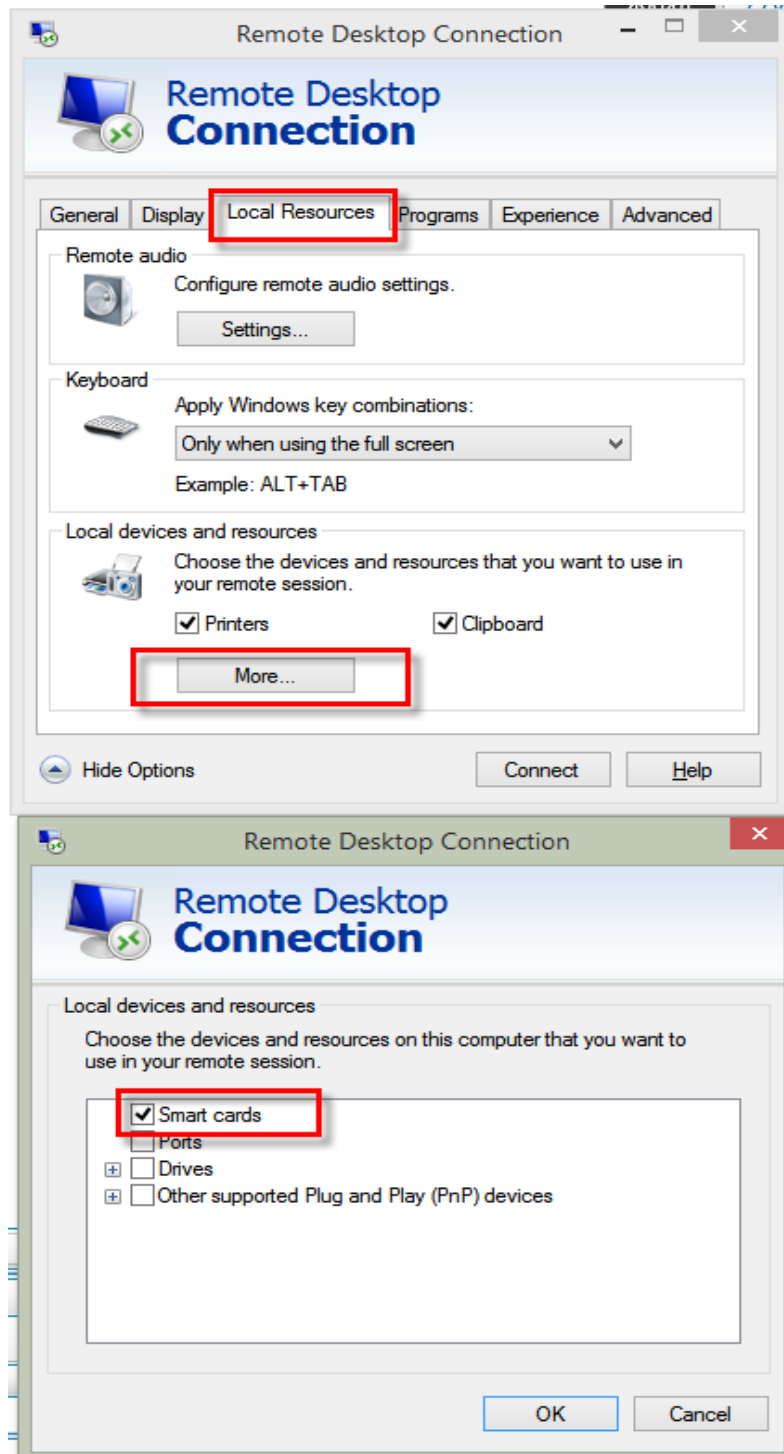 Remote Desktop Connection
Remote Desktop
Connection
General Display Local Resources Programs Experience Advanced
Remote audio
Configure remote audio settings.
Settings...
Keyboard
Apply Windows key combinations:
Only when using the full screen
Example: ALT+TAB
Local devices and resources
Choose the devices and resources that you want to use in
your remote session.
Printers Clipboard
More...
Hide Options Connect Help
Remote Desktop Connection
Remote Desktop
Connection
Local devices and resources
Choose the devices and resources on this computer that you want to
use in your remote session.
Smart cards
Ports
Drives
Other supported Plug and Play (PnP) devices
OK Cancel